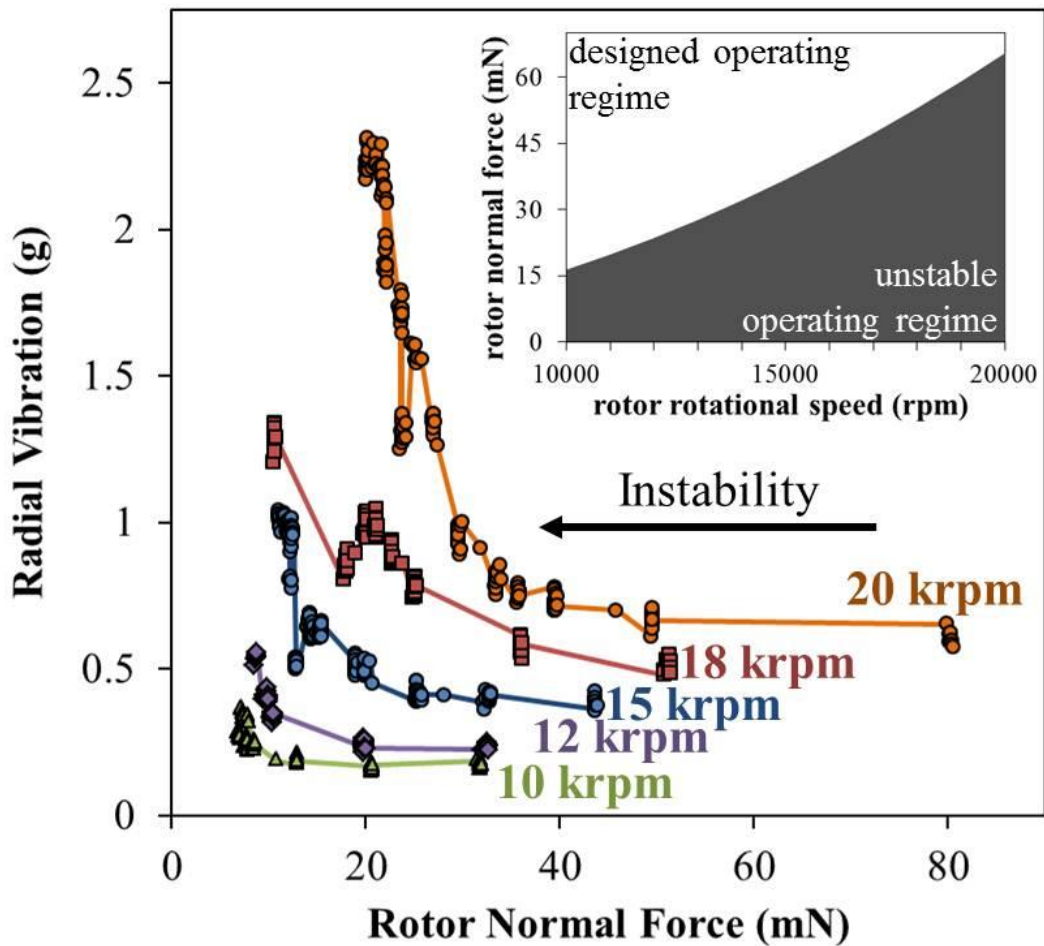 Radial Vibration (g)
2.5
2
1.5
1
0.5
0
0
20
40
60
80
Rotor Normal Force (mN)
Instability
20 krpm
18 krpm
15 krpm
12 krpm
10 krpm
rotor normal force (mN)
60
45
30
15
0
designed operating
regime
unstable
operating regime
10000
15000
20000
rotor rotational speed (rpm)